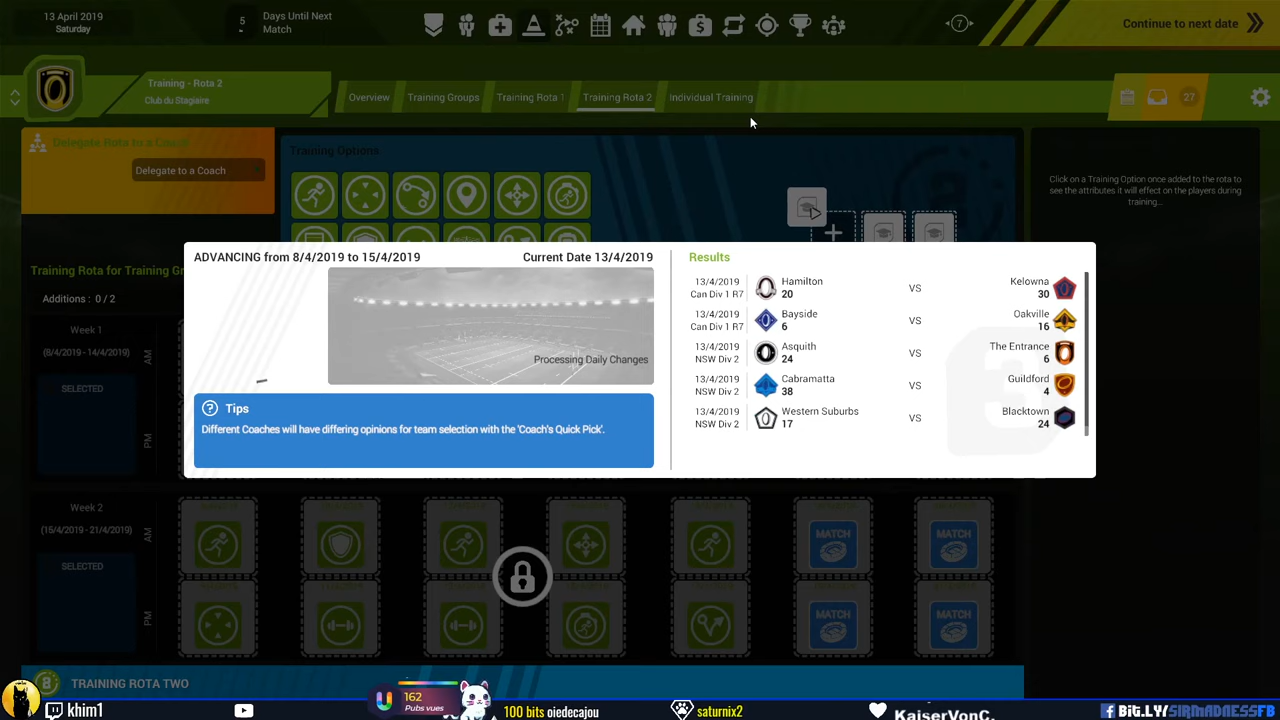 13 April 2019
Saturday
5
Days Until Next
Match
7
Continue to next date
Training - Rota 2
Club du Stagiaire
Overview
Training Groups
Training Rota 1
Training Rota 2
Individual Training
27
Delegate Rota to a Coach
Delegate to a Coach
Training Options
Click on a Training Option once added to the rota to
see the attributes it will effect on the players during
training...
Training Rota for Training Gr
Additions : 0 / 2
ADVANCING from 8/4/2019 to 15/4/2019
Current Date 13/4/2019
Processing Daily Changes
Tips
Different Coaches will have differing opinions for team selection with the 'Coach's Quick Pick'.
Results
13/4/2019 Hamilton VS Kelowna
Can Div 1 R7 20 30
13/4/2019 Bayside VS Oakville
Can Div 1 R7 6 16
13/4/2019 Asquith VS The Entrance
NSW Div 2 24 6
13/4/2019 Cabramatta VS Guildford
NSW Div 2 38 4
13/4/2019 Western Suburbs VS Blacktown
NSW Div 2 17 24
Week 1
(8/4/2019 - 14/4/2019)
AM
SELECTED
PM
Week 2
(15/4/2019 - 21/4/2019)
AM
SELECTED
PM
MATCH
MATCH
MATCH
MATCH
TRAINING ROTA TWO
khim1
162
Pubs vues
100 bits oiedecajou
saturnix2
KaiserVonC.
BIT.LY/SIRMADNESSFB